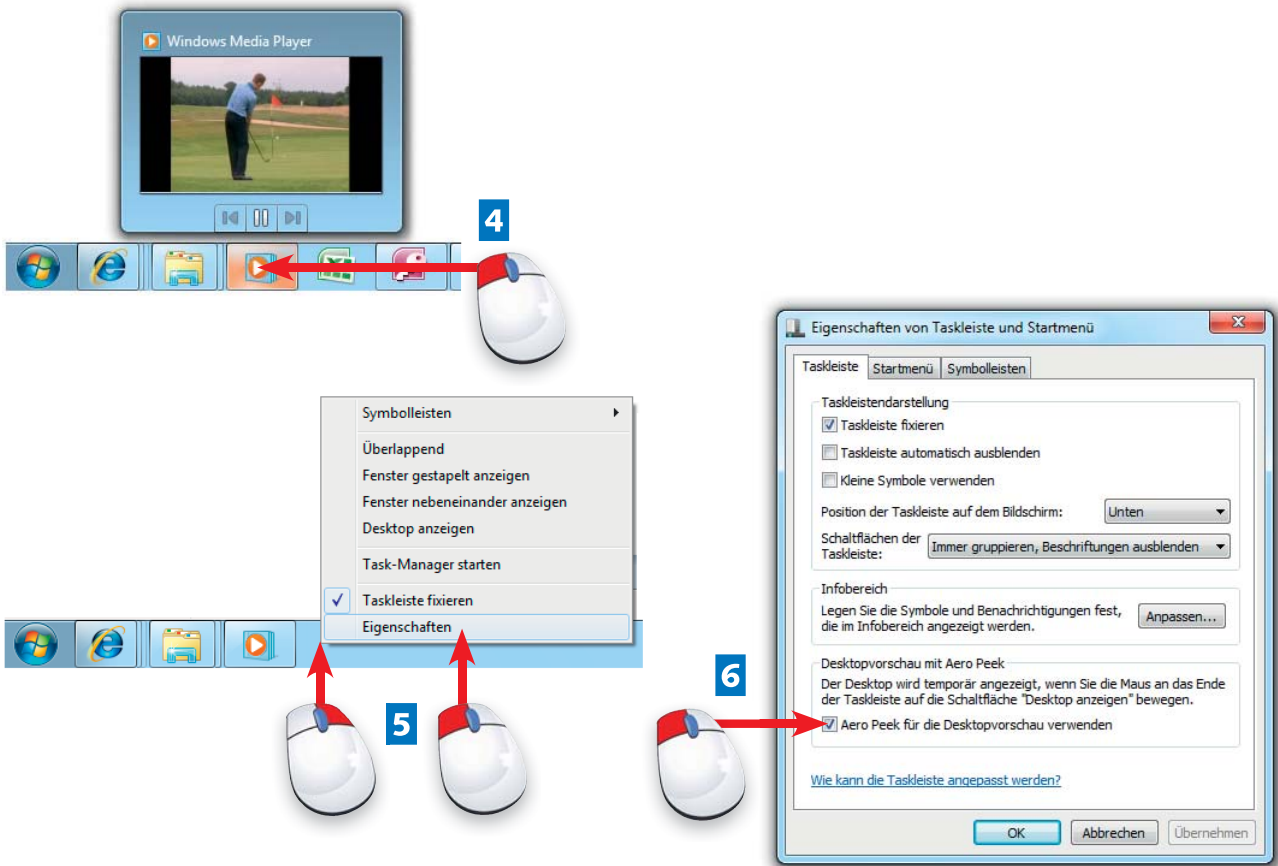 Windows Media Player
4
Symbolleisten
Überlappend
Fenster gestapelt anzeigen
Fenster nebeneinander anzeigen
Desktop anzeigen
Task-Manager starten
Taskleiste fixieren
Eigenschaften
5
Eigenschaften von Taskleiste und Startmenü
Taskleiste Startmenü Symbolleisten
Taskleistendarstellung
Taskleiste fixieren
Taskleiste automatisch ausblenden
Kleine Symbole verwenden
Position der Taskleiste auf dem Bildschirm: Unten
Schaltflächen der
Taskleiste: Immer gruppieren, Beschriftungen ausblenden
Infobereich
Legen Sie die Symbole und Benachrichtigungen fest,
die im Infobereich angezeigt werden. Anpassen...
Desktopvorschau mit Aero Peek
Der Desktop wird temporär angezeigt, wenn Sie die Maus an das Ende
der Taskleiste auf die Schaltfläche "Desktop anzeigen" bewegen.
6
Aero Peek für die Desktopvorschau verwenden
Wie kann die Taskleiste angepasst werden?
OK Abbrechen Übernehmen